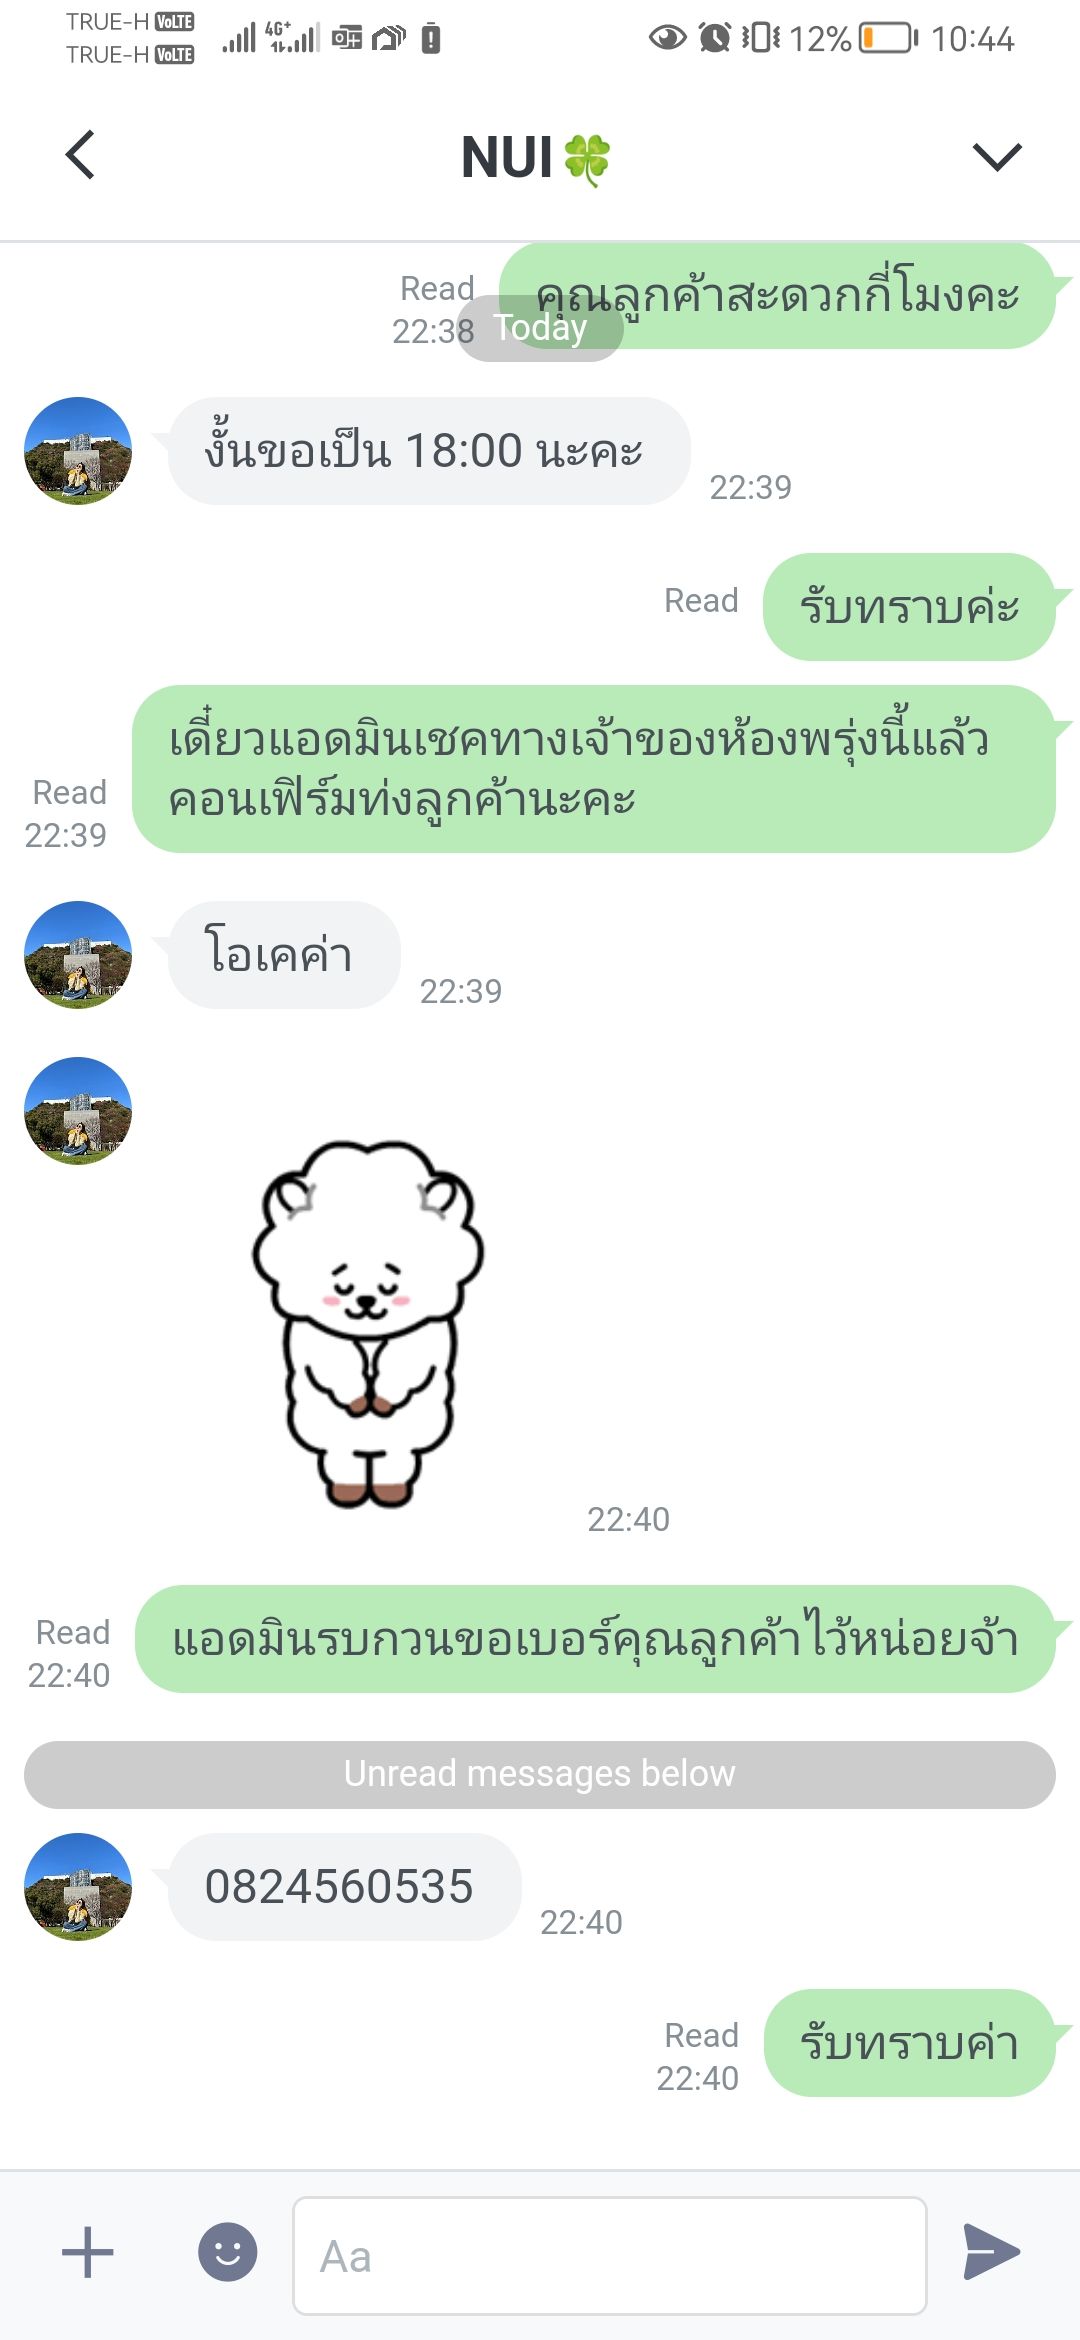 TRUE-H VoLTE
TRUE-H VoLTE
4G+
12%
10:44
NUI
คุณลูกค้าสะดวกกี่โมงคะ
Read
22:38
Today
งั้นขอเป็น 18:00 นะคะ
22:39
Read
รับทราบค่ะ
เดี๋ยวแอดมินเชคทางเจ้าของห้องพรุ่งนี้แล้ว
คอนเฟิร์มท่งลูกค้านะคะ
Read
22:39
โอเคค่า
22:39
22:40
Read
22:40
แอดมินรบกวนขอเบอร์คุณลูกค้าไว้หน่อยจ้า
Unread messages below
0824560535
22:40
Read
22:40
รับทราบค่า
Aa